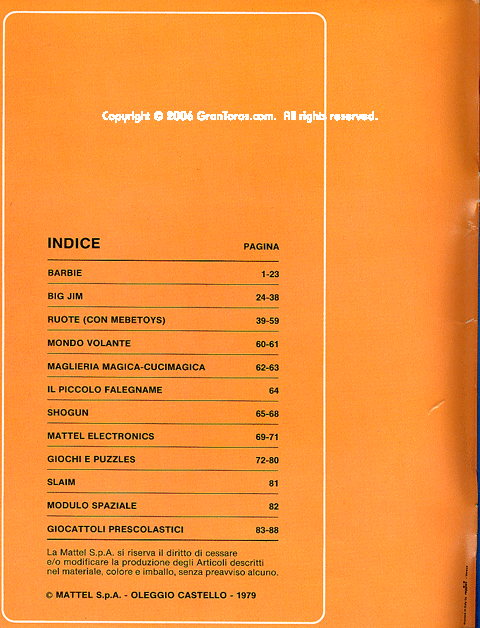 Copyright © 2006 GranToros.com. All rights reserved.
INDICE PAGINA
BARBIE 1-23
BIG JIM 24-38
RUOTE (CON MEBETOYS) 39-59
MONDO VOLANTE 60-61
MAGLIERIA MAGICA-CUCIMAGICA 62-63
IL PICCOLO FALEGNAME 64
SHOGUN 65-68
MATTEL ELECTRONICS 69-71
GIOCHI E PUZZLES 72-80
SLAIM 81
MODULO SPAZIALE 82
GIOCATTOLI PRESCOLASTICI 83-88
La Mattel S.p.A. si riserva il diritto di cessare
e/o modificare la produzione degli Articoli descritti
nel materiale, colore e imballo, senza preavviso alcuno.
© MATTEL S.p.A. - OLEGGIO CASTELLO - 1979